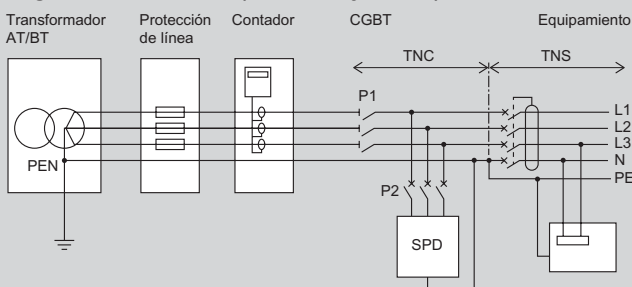 Transformador
AT/BT
Protección
de línea
Contador
CGBT
Equipamiento
TNC
TNS
P1
L1
L2
L3
N
PE
PEN
P2
SPD